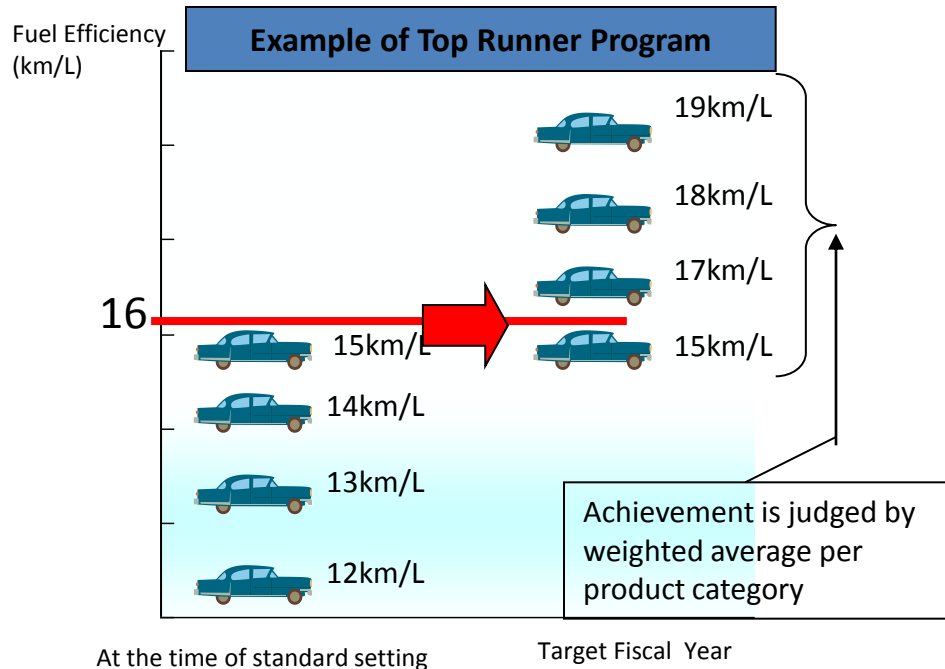 Fuel Efficiency
(km/L)
Example of Top Runner Program
19km/L
18km/L
17km/L
16
15km/L
15km/L
14km/L
13km/L
12km/L
Achievement is judged by
weighted average per
product category
At the time of standard setting
Target Fiscal Year